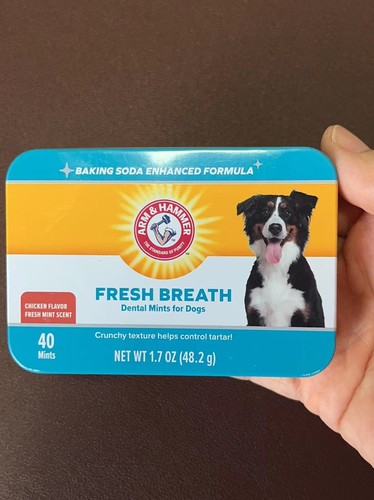 BAKING SODA ENHANCED FORMULA
ARM & HAMMER
THE STANDARD OF PURITY
FRESH BREATH
Dental Mints for Dogs
CHICKEN FLAVOR
FRESH MINT SCENT
Crunchy texture helps control tartar!
40
Mints
NET WT 1.7 OZ (48.2 g)